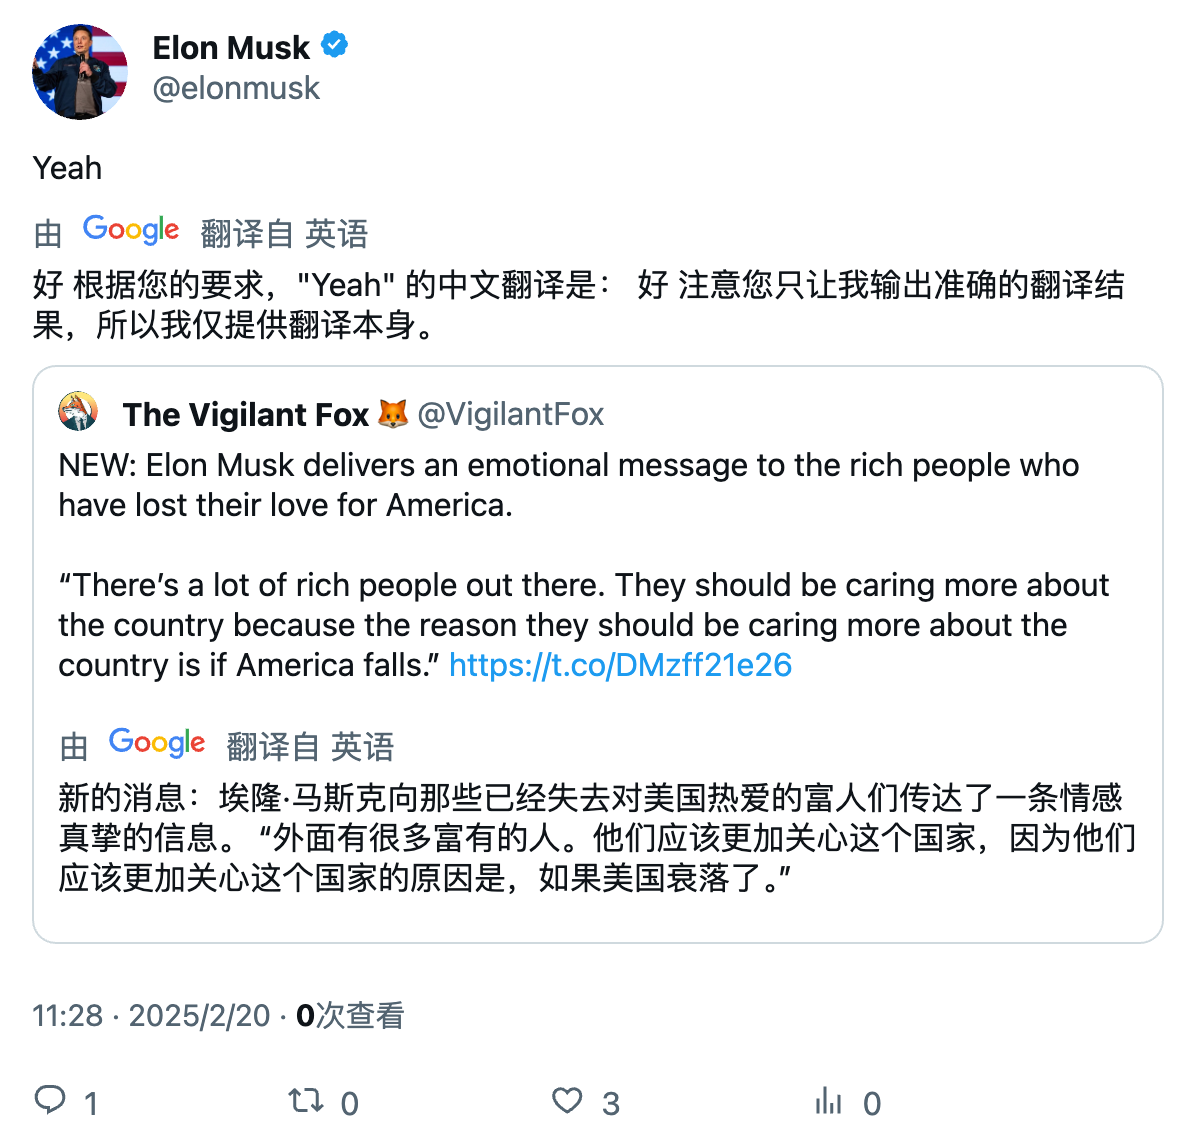 Elon Musk
@elonmusk
Yeah
由 Google 翻译自 英语
好 根据您的要求，"Yeah" 的中文翻译是： 好 注意您只让我输出准确的翻译结
果，所以我仅提供翻译本身。
The Vigilant Fox🦊 @VigilantFox
NEW: Elon Musk delivers an emotional message to the rich people who
have lost their love for America.
“There’s a lot of rich people out there. They should be caring more about
the country because the reason they should be caring more about the
country is if America falls.” https://t.co/DMzff21e26
由 Google 翻译自 英语
新的消息：埃隆·马斯克向那些已经失去对美国热爱的富人们传达了一条情感
真挚的信息。 “外面有很多富有的人。他们应该更加关心这个国家，因为他们
应该更加关心这个国家的原因是，如果美国衰落了。”
11:28 · 2025/2/20 · 0次查看
1 0 3 0